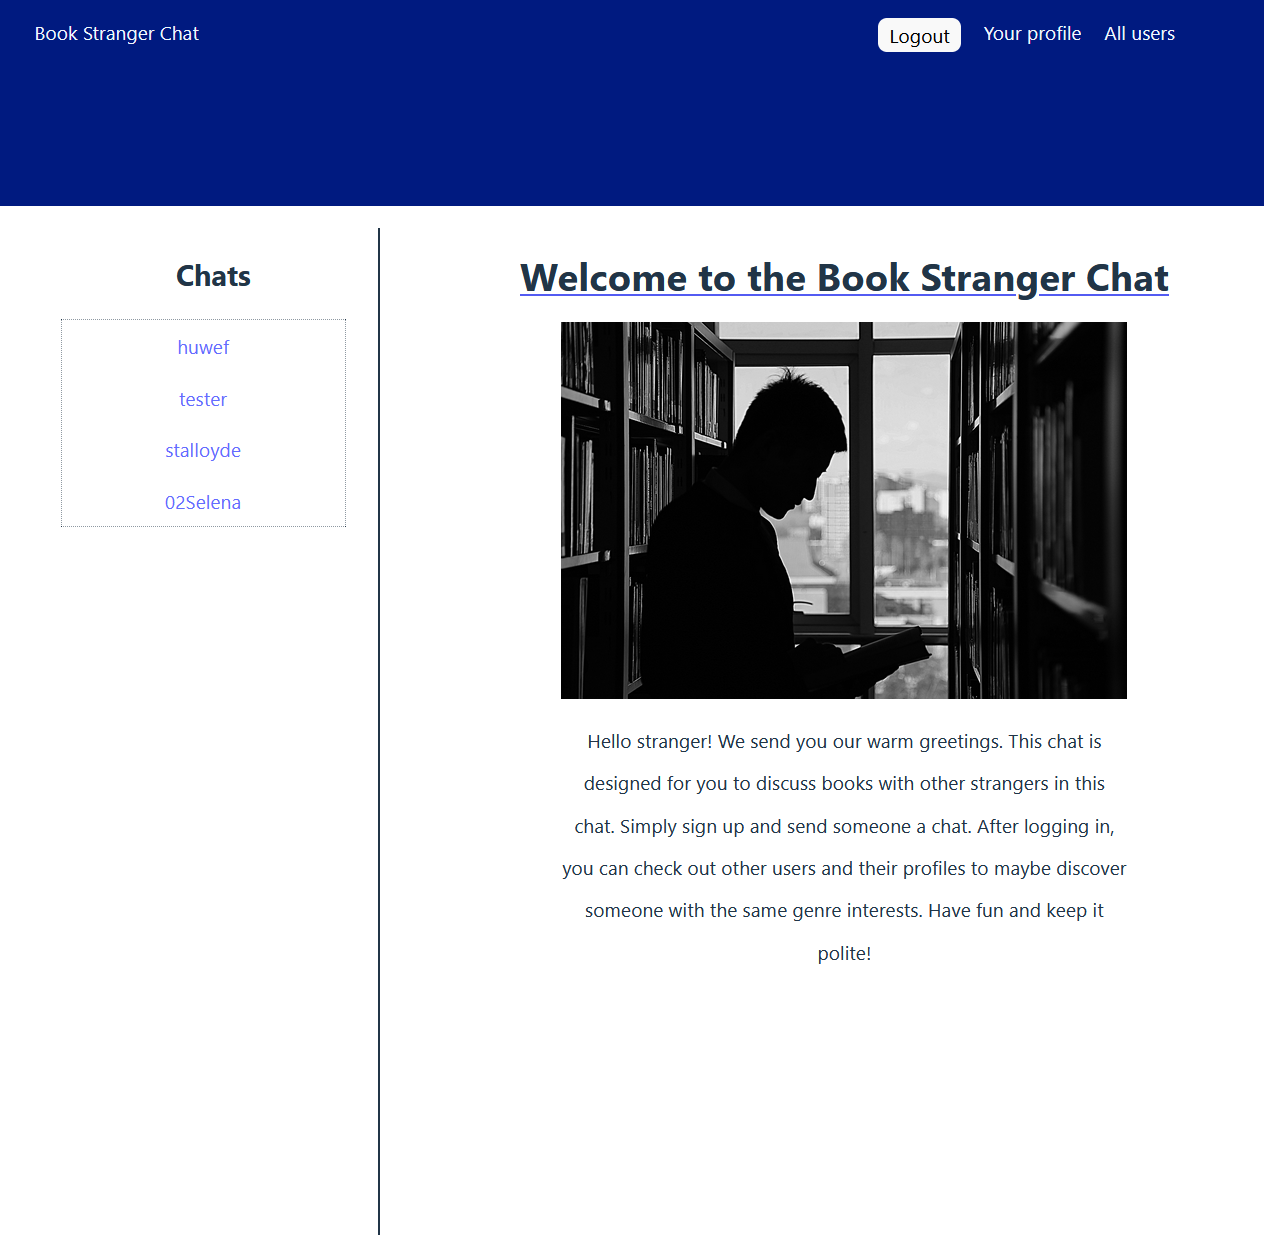 Book Stranger Chat
Logout
Your profile
All users
Chats
huwef
tester
stalloyde
02Selena
Welcome to the Book Stranger Chat
Hello stranger! We send you our warm greetings. This chat is
designed for you to discuss books with other strangers in this
chat. Simply sign up and send someone a chat. After logging in,
you can check out other users and their profiles to maybe discover
someone with the same genre interests. Have fun and keep it
polite!